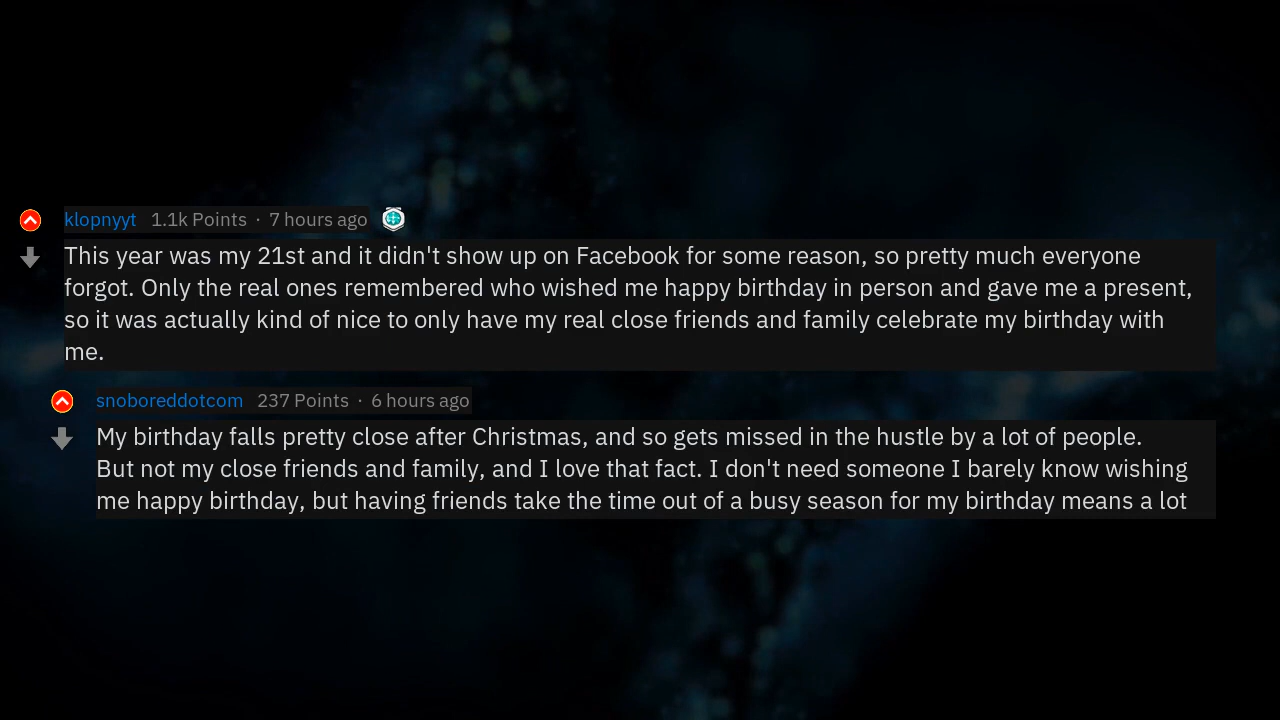 klopnyyt 1.1k Points · 7 hours ago
This year was my 21st and it didn't show up on Facebook for some reason, so pretty much everyone
forgot. Only the real ones remembered who wished me happy birthday in person and gave me a present,
so it was actually kind of nice to only have my real close friends and family celebrate my birthday with
me.
snoboreddotcom 237 Points · 6 hours ago
My birthday falls pretty close after Christmas, and so gets missed in the hustle by a lot of people.
But not my close friends and family, and I love that fact. I don't need someone I barely know wishing
me happy birthday, but having friends take the time out of a busy season for my birthday means a lot